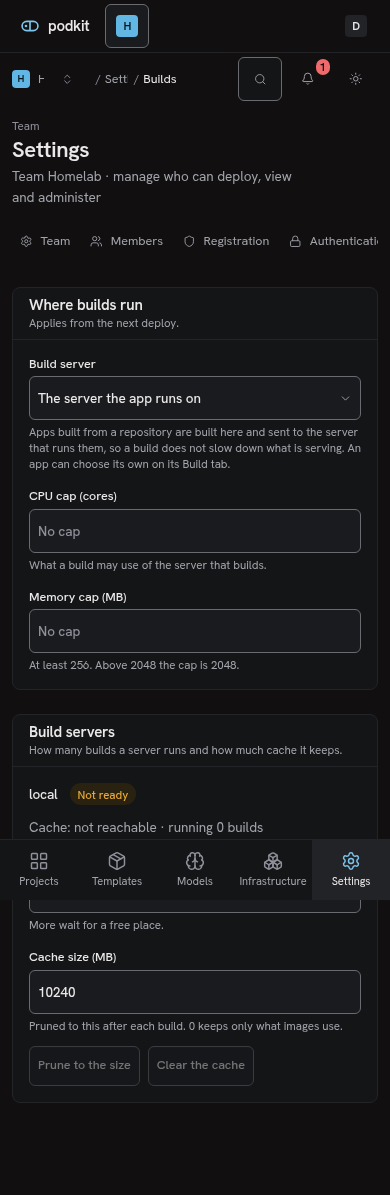 podkit
H
D
H
/ Sett / Builds
1
Team
Settings
Team Homelab · manage who can deploy, view
and administer
Team
Members
Registration
Where builds run
Applies from the next deploy.
Build server
The server the app runs on
Apps built from a repository are built here and sent to the server
that runs them, so a build does not slow down what is serving. An
app can choose its own on its Build tab.
CPU cap (cores)
No cap
What a build may use of the server that builds.
Memory cap (MB)
No cap
At least 256. Above 2048 the cap is 2048.
Build servers
How many builds a server runs and how much cache it keeps.
local
Not ready
Cache: not reachable · running 0 builds
Projects
Templates
Models
Infrastructure
Settings
More wait for a free place.
Cache size (MB)
10240
Pruned to this after each build. 0 keeps only what images use.
Prune to the size
Clear the cache